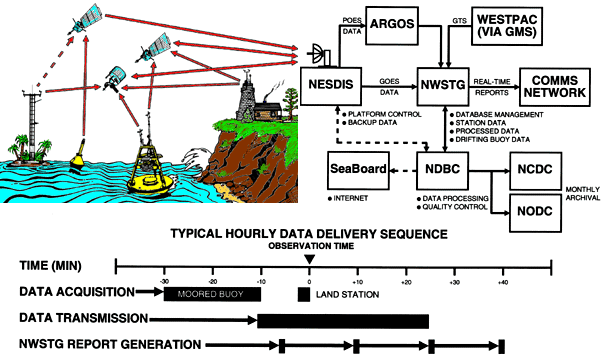 POES
DATA
ARGOS
GTS
WESTPAC
(VIA GMS)
NESDIS
GOES
DATA
NWSTG
REAL-TIME
REPORTS
COMMS
NETWORK
● PLATFORM CONTROL
● BACKUP DATA
● DATABASE MANAGEMENT
● STATION DATA
● PROCESSED DATA
● DRIFTING BUOY DATA
SeaBoard
● INTERNET
NDBC
● DATA PROCESSING
● QUALITY CONTROL
NCDC
MONTHLY
ARCHIVAL
NODC
TYPICAL HOURLY DATA DELIVERY SEQUENCE
OBSERVATION TIME
TIME (MIN)
-30 -20 -10 0 +10 +20 +30 +40
DATA ACQUISITION MOORED BUOY LAND STATION
DATA TRANSMISSION
NWSTG REPORT GENERATION